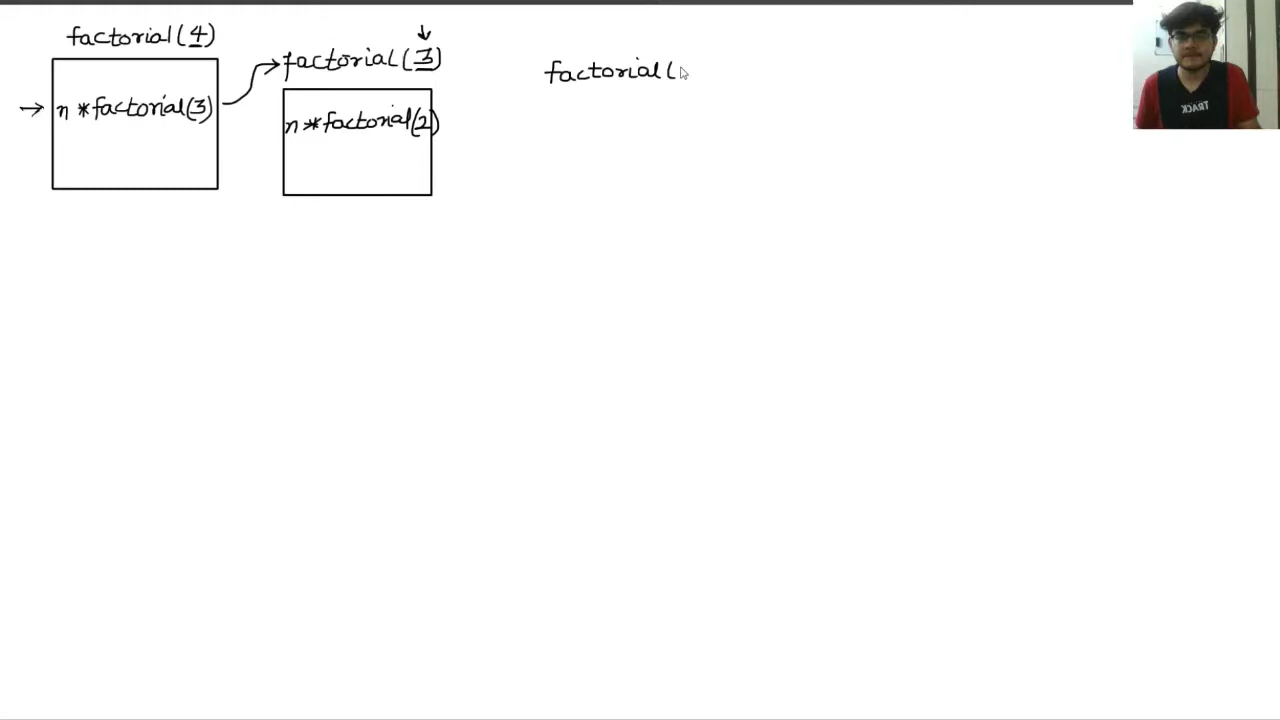 factorial(4)
n *factorial(3)
factorial(3)
n *factorial(2)
factorial(
TRACK